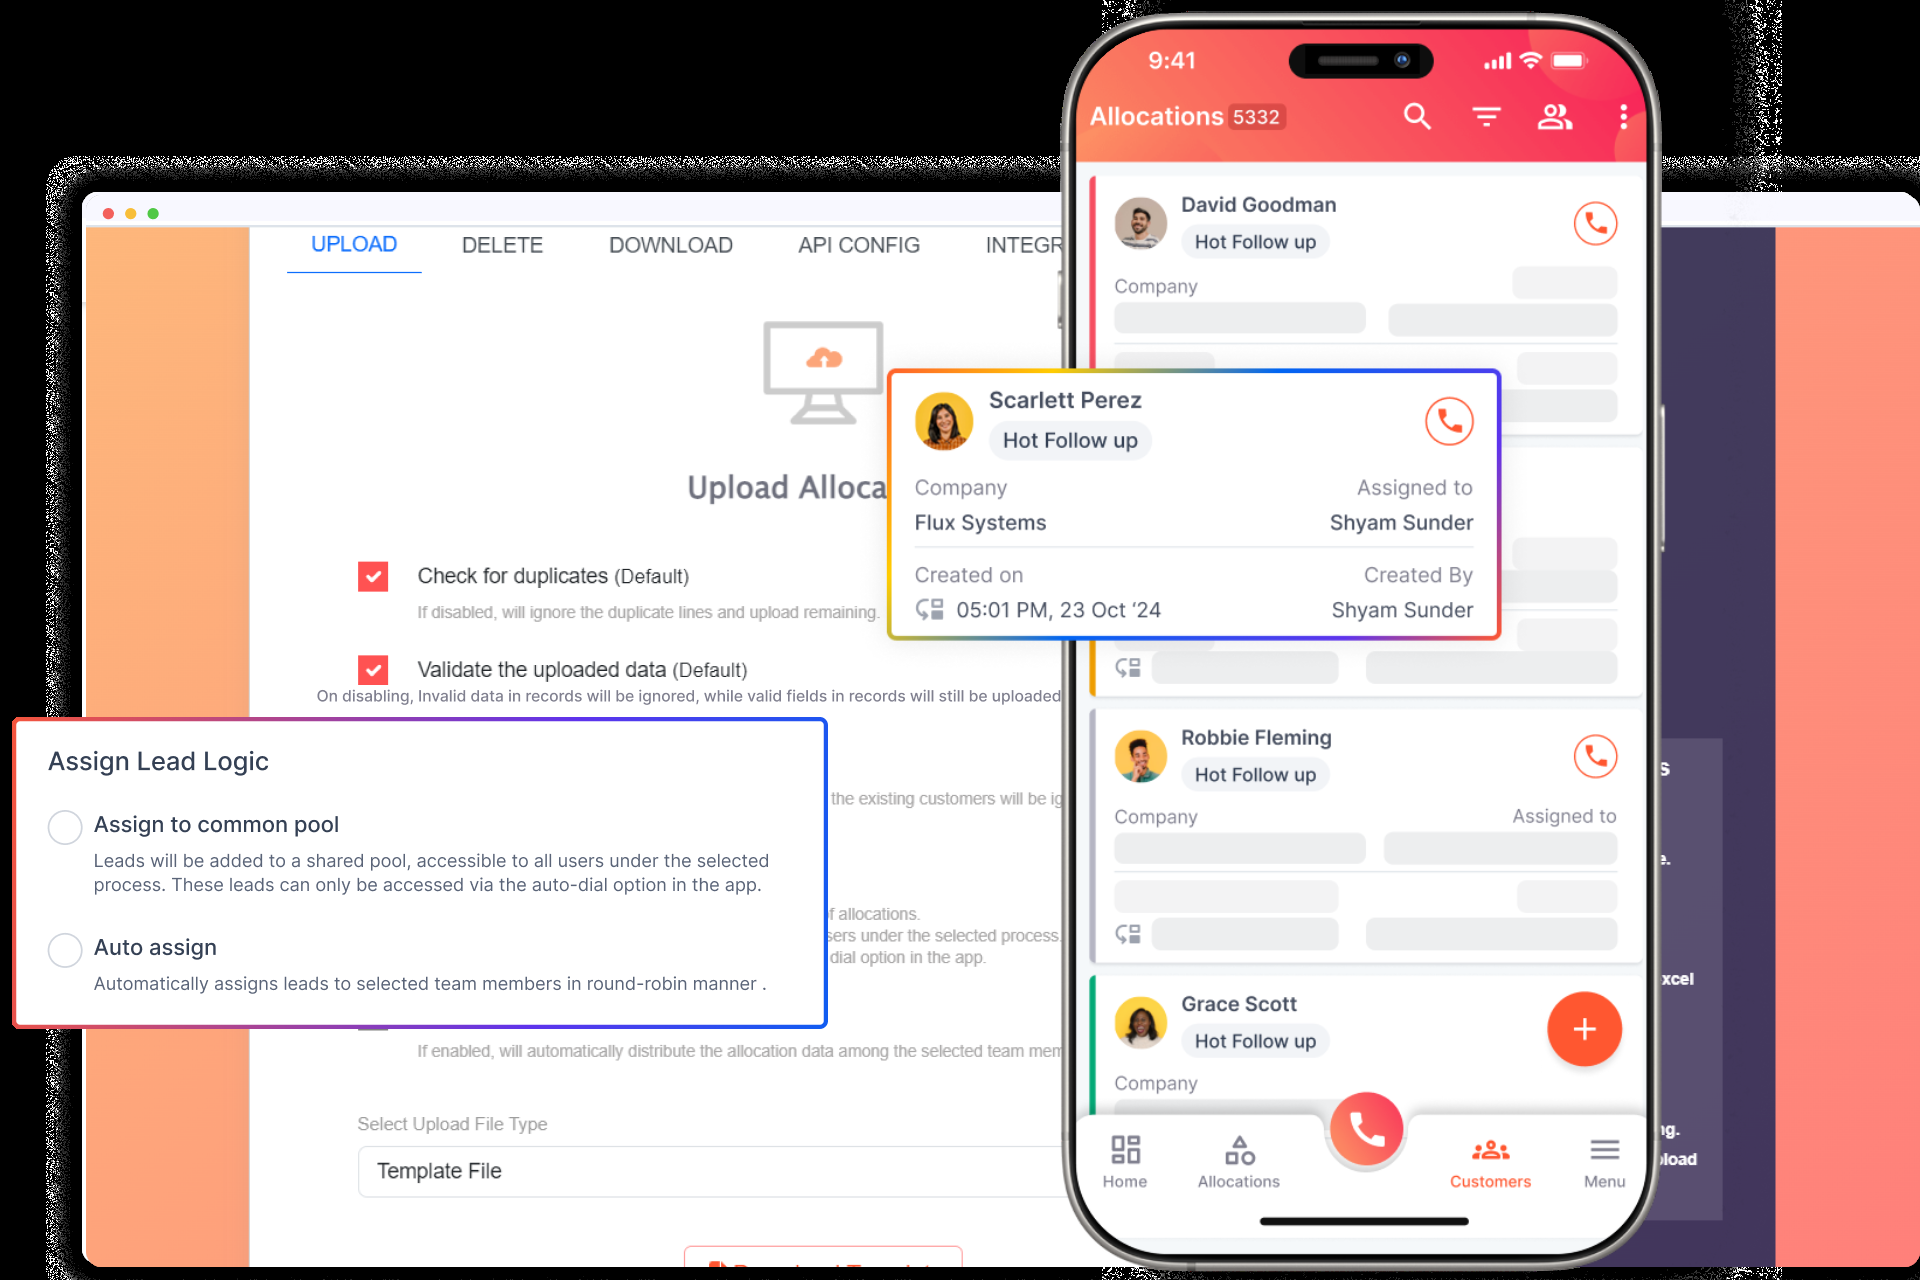 9:41
Allocations 5332
UPLOAD
DELETE
DOWNLOAD
API CONFIG
INTEGR
Upload Alloca
Check for duplicates (Default)
If disabled, will ignore the duplicate lines and upload remaining.
Validate the uploaded data (Default)
On disabling, Invalid data in records will be ignored, while valid fields in records will still be uploaded
Assign Lead Logic
Assign to common pool
Leads will be added to a shared pool, accessible to all users under the selected
process. These leads can only be accessed via the auto-dial option in the app.
Auto assign
Automatically assigns leads to selected team members in round-robin manner .
the existing customers will be ig
f allocations.
sers under the selected process.
dial option in the app.
If enabled, will automatically distribute the allocation data among the selected team mem
Select Upload File Type
Template File
David Goodman
Hot Follow up
Company
Scarlett Perez
Hot Follow up
Company
Assigned to
Flux Systems
Shyam Sunder
Created on
Created By
05:01 PM, 23 Oct ‘24
Shyam Sunder
Robbie Fleming
Hot Follow up
Company
Assigned to
Grace Scott
Hot Follow up
Company
Home
Allocations
Customers
Menu
s
e.
xcel
ng.
pload